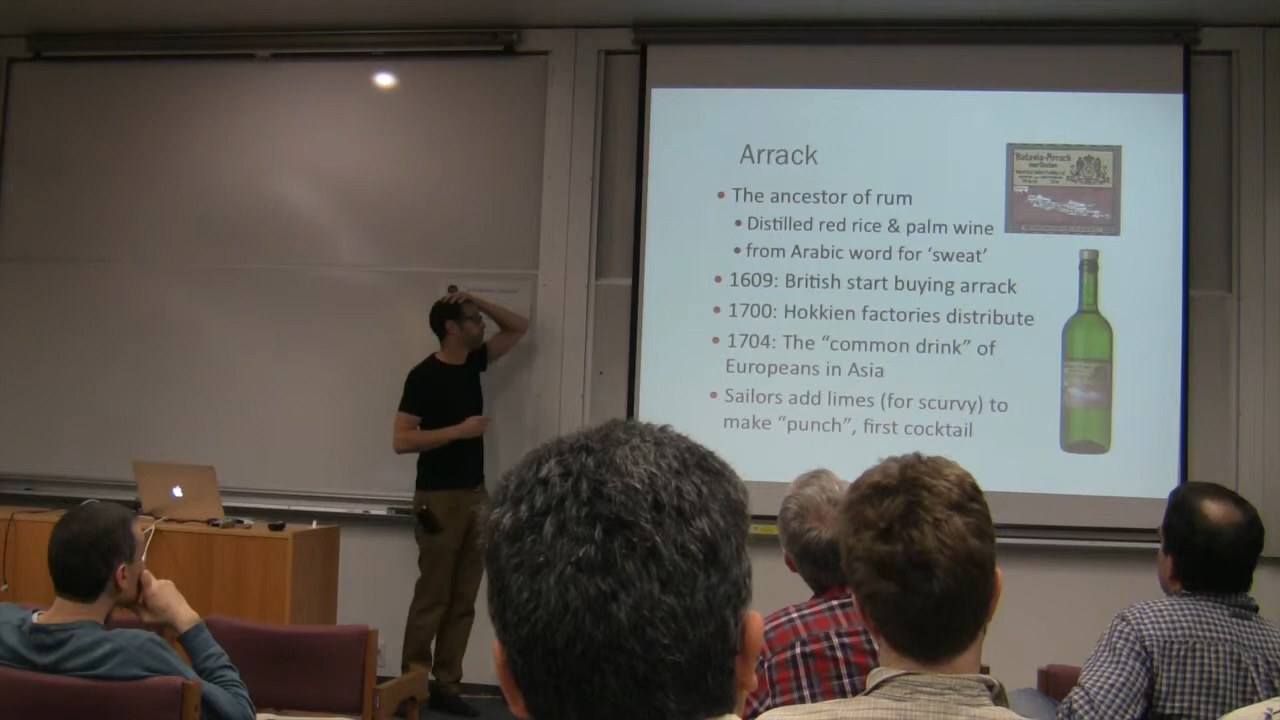 Arrack
• The ancestor of rum
• Distilled red rice & palm wine
• from Arabic word for ‘sweat’
• 1609: British start buying arrack
• 1700: Hokkien factories distribute
• 1704: The “common drink” of
Europeans in Asia
• Sailors add limes (for scurvy) to
make “punch”, first cocktail
Batavia-Arrack